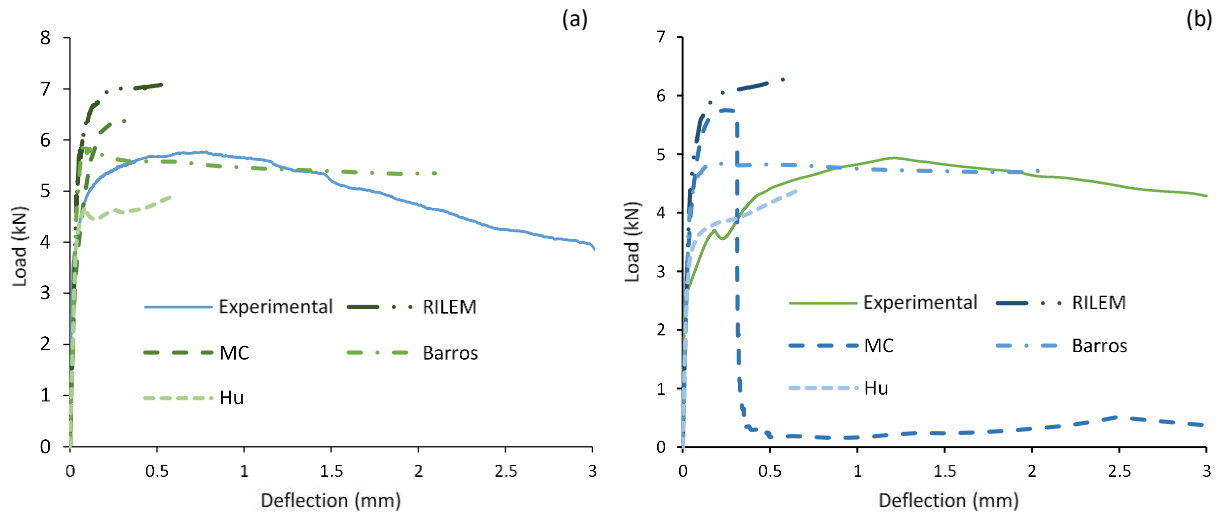 (a)
8
7
6
5
4
3
2
1
0
Load (kN)
Experimental RILEM
MC Barros
Hu
0 0.5 1 1.5 2 2.5 3
Deflection (mm)
(b)
7
6
5
4
3
2
1
0
Load (kN)
Experimental RILEM
MC Barros
Hu
0 0.5 1 1.5 2 2.5 3
Deflection (mm)